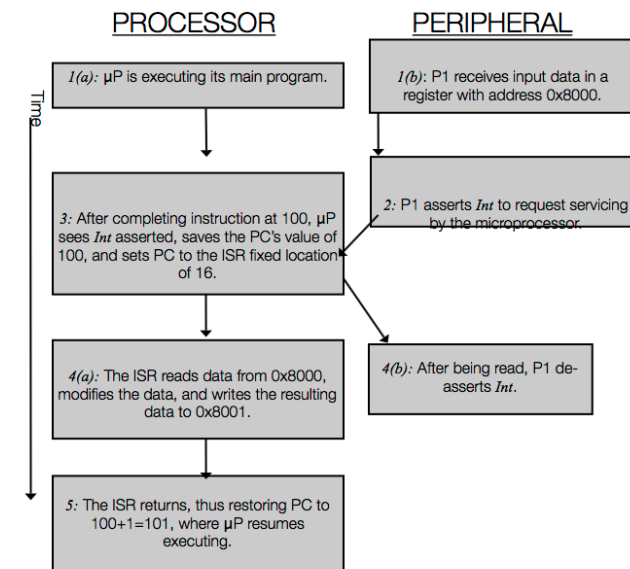 PROCESSOR
PERIPHERAL
Time
1(a): μP is executing its main program.
1(b): P1 receives input data in a
register with address 0x8000.
2: P1 asserts Int to request servicing
by the microprocessor.
3: After completing instruction at 100, μP
sees Int asserted, saves the PC’s value of
100, and sets PC to the ISR fixed location
of 16.
4(a): The ISR reads data from 0x8000,
modifies the data, and writes the resulting
data to 0x8001.
4(b): After being read, P1 de-
asserts Int.
5: The ISR returns, thus restoring PC to
100+1=101, where μP resumes
executing.